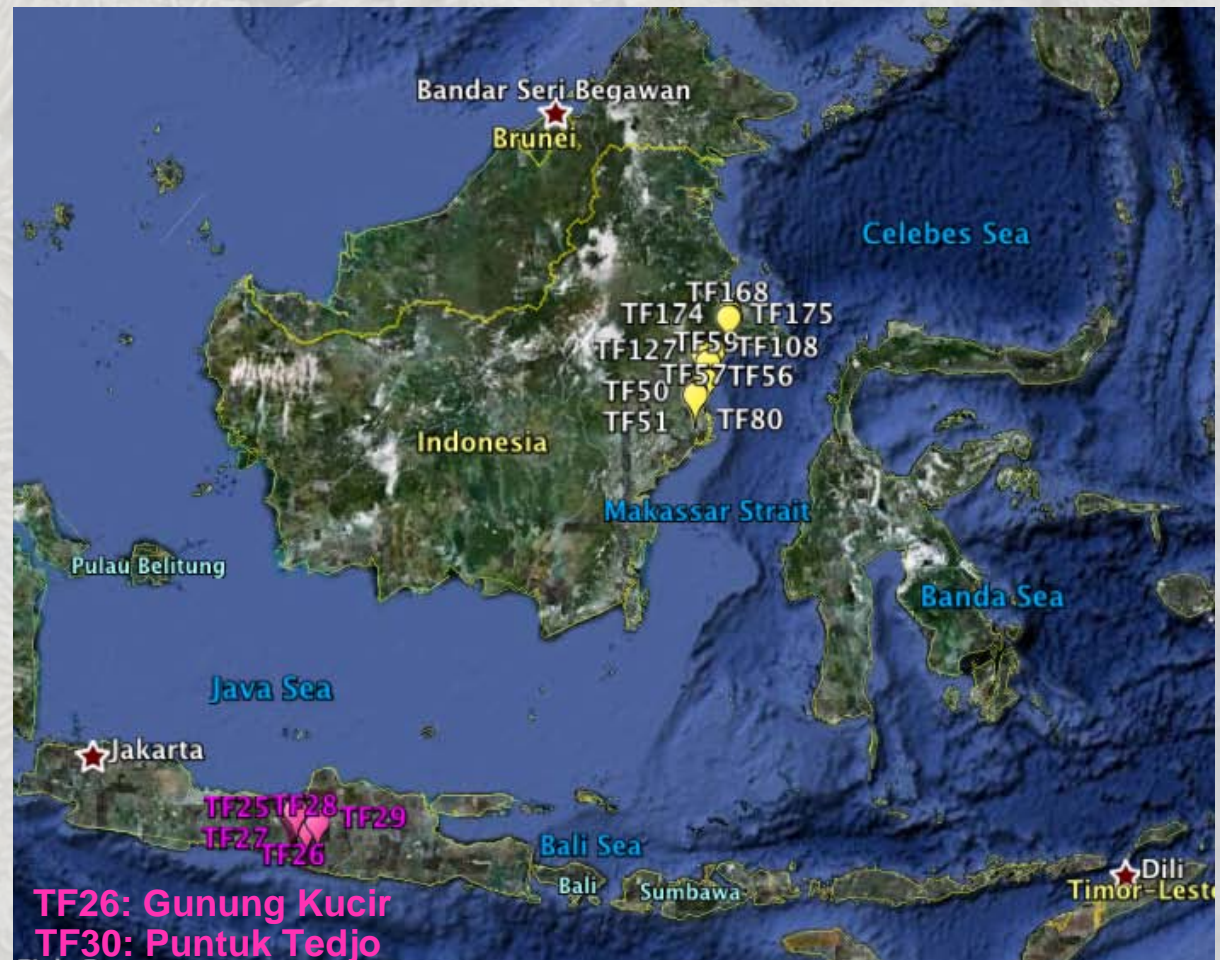 Bandar Seri Begawan
Brunei
Celebes Sea
TF168
TF174 TF175
TF127 TF59 TF108
TF57 TF56
TF50
TF51 TF80
Indonesia
Makassar Strait
Pulau Belitung
Banda Sea
Java Sea
Jakarta
TF25 TF28 TF29
TF27
TF26
Bali Sea
Bali
Sumbawa
Dili
Timor-Leste
TF26: Gunung Kucir
TF30: Puntuk Tedjo